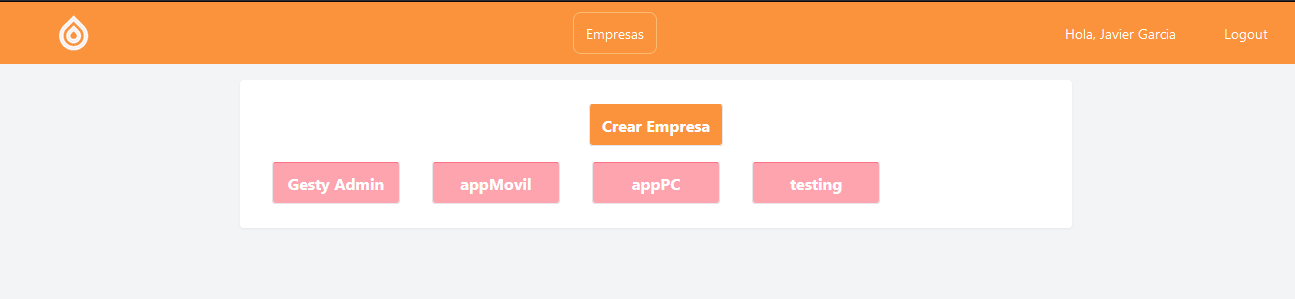 Empresas
Hola, Javier Garcia
Logout
Crear Empresa
Gesty Admin
appMovil
appPC
testing